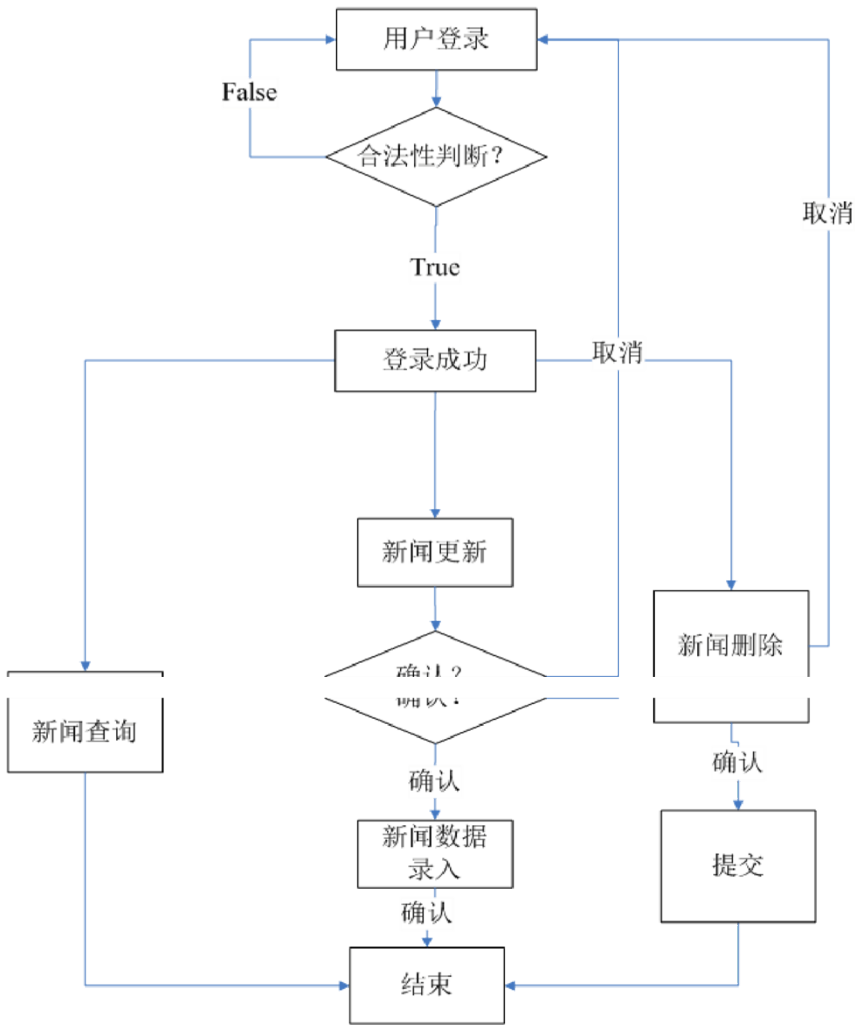 用户登录
False
合法性判断？
取消
True
取消
登录成功
新闻更新
新闻删除
确认？
新闻查询
确认
确认
新闻数据
录入
提交
确认
结束